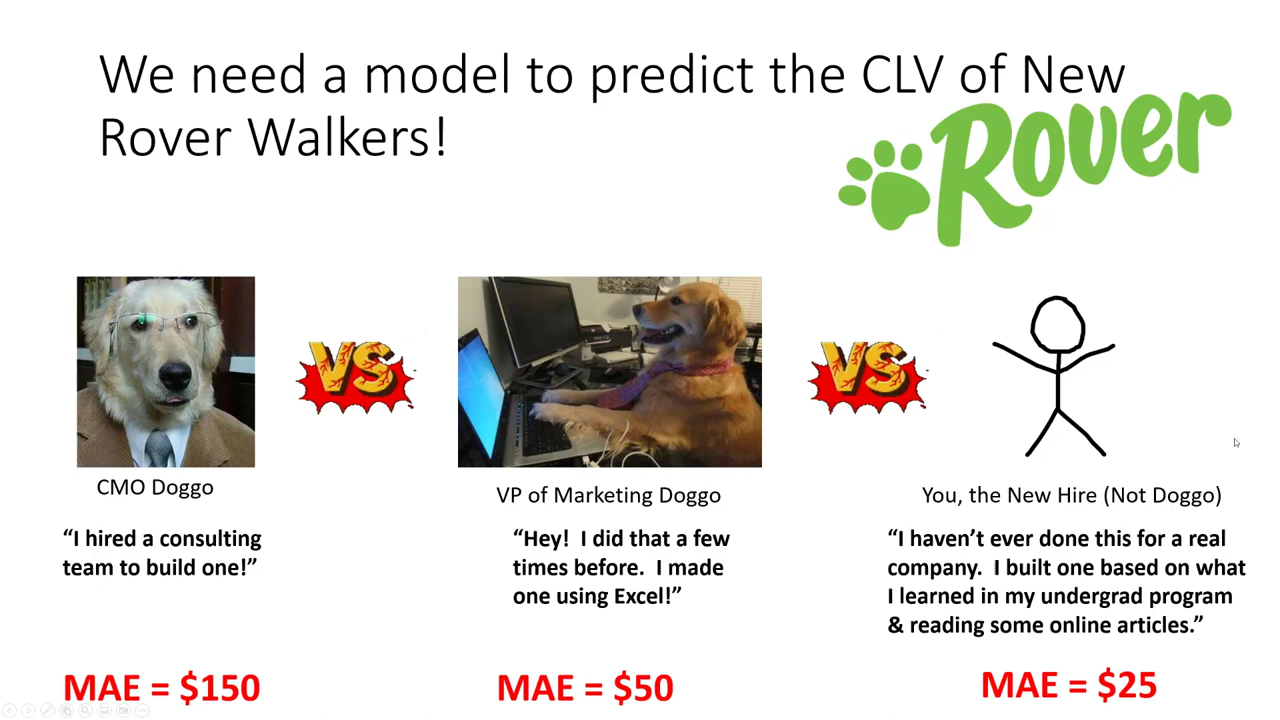 We need a model to predict the CLV of New
Rover Walkers!
Rover
VS
VS
CMO Doggo
VP of Marketing Doggo
You, the New Hire (Not Doggo)
“I hired a consulting
team to build one!”
“Hey!  I did that a few
times before.  I made
one using Excel!”
“I haven’t ever done this for a real
company.  I built one based on what
I learned in my undergrad program
& reading some online articles.”
MAE = $150
MAE = $50
MAE = $25